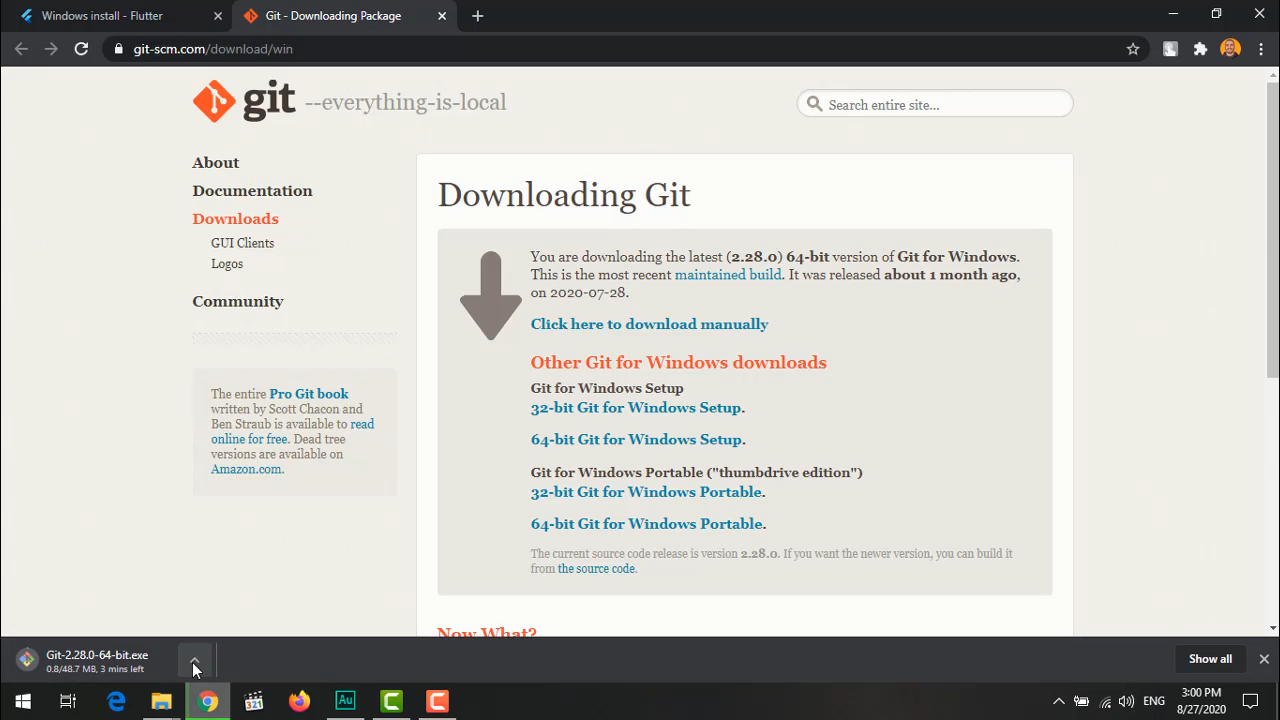 Windows install - Flutter
Git - Downloading Package
git-scm.com/download/win
git --everything-is-local
Search entire site...
About
Documentation
Downloads
GUI Clients
Logos
Community
The entire Pro Git book
written by Scott Chacon and
Ben Straub is available to read
online for free. Dead tree
versions are available on
Amazon.com.
Downloading Git
You are downloading the latest (2.28.0) 64-bit version of Git for Windows.
This is the most recent maintained build. It was released about 1 month ago,
on 2020-07-28.
Click here to download manually
Other Git for Windows downloads
Git for Windows Setup
32-bit Git for Windows Setup.
64-bit Git for Windows Setup.
Git for Windows Portable ("thumbdrive edition")
32-bit Git for Windows Portable.
64-bit Git for Windows Portable.
The current source code release is version 2.28.0. If you want the newer version, you can build it
from the source code.
Now What?
Git-2.28.0-64-bit.exe
0.8/48.7 MB, 3 mins left
Show all
321
Au
ENG
3:00 PM
8/27/2020